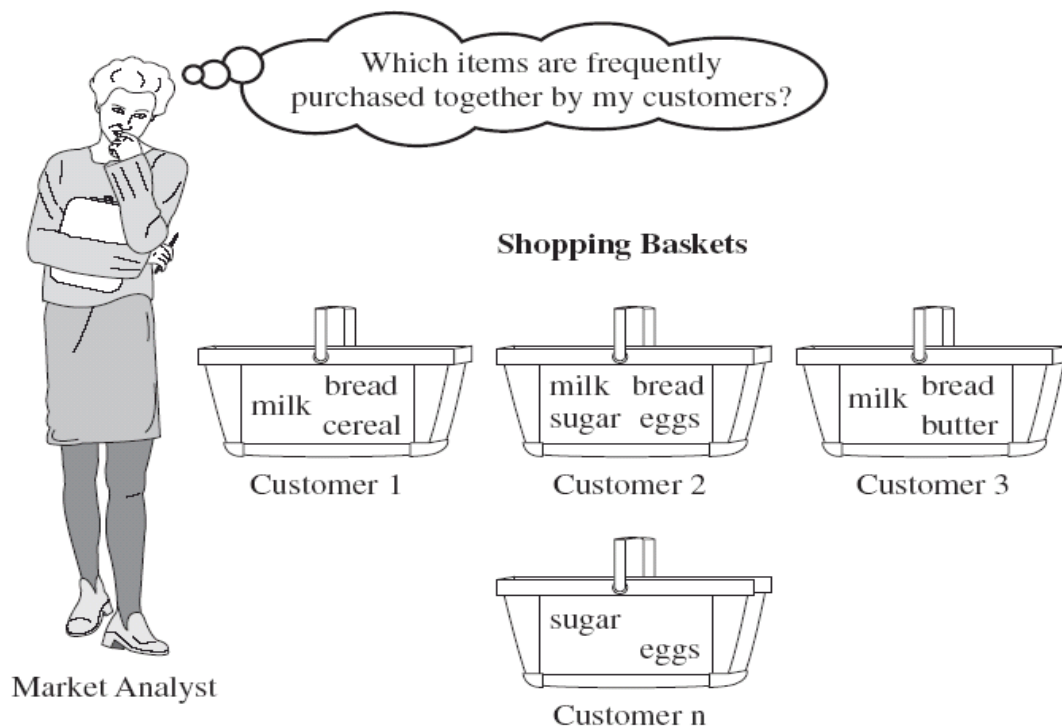 Which items are frequently
purchased together by my customers?
Shopping Baskets
milk bread
cereal
Customer 1
milk bread
sugar eggs
Customer 2
milk bread
butter
Customer 3
sugar
eggs
Customer n
Market Analyst